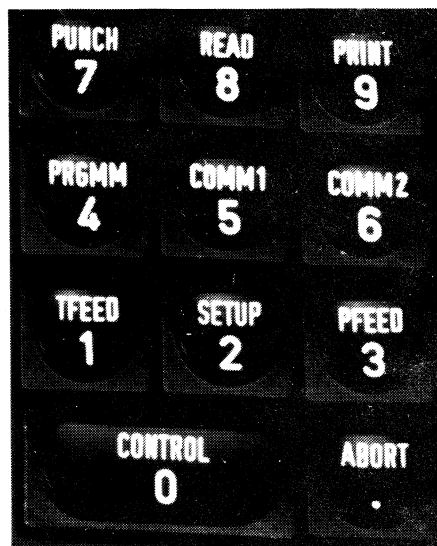 PUNCH READ PRINT
7 8 9
PRGMM COMM1 COMM2
4 5 6
TFEED SETUP PFEED
1 2 3
CONTROL ABORT
0 .